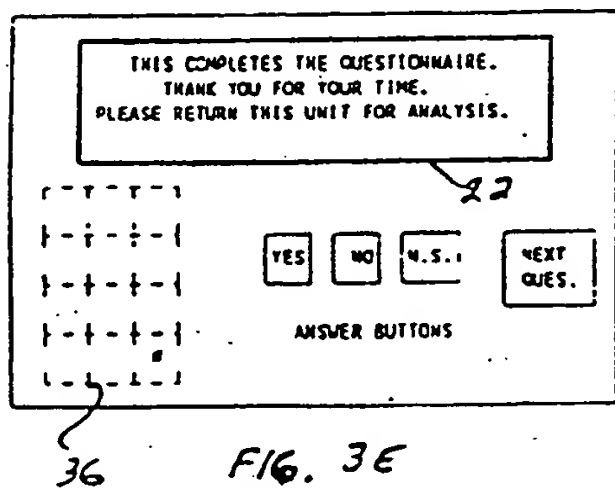 THIS COMPLETES THE QUESTIONNAIRE.
THANK YOU FOR YOUR TIME.
PLEASE RETURN THIS UNIT FOR ANALYSIS.
22
YES NO N.S. NEXT QUES.
ANSWER BUTTONS
36
FIG. 3E